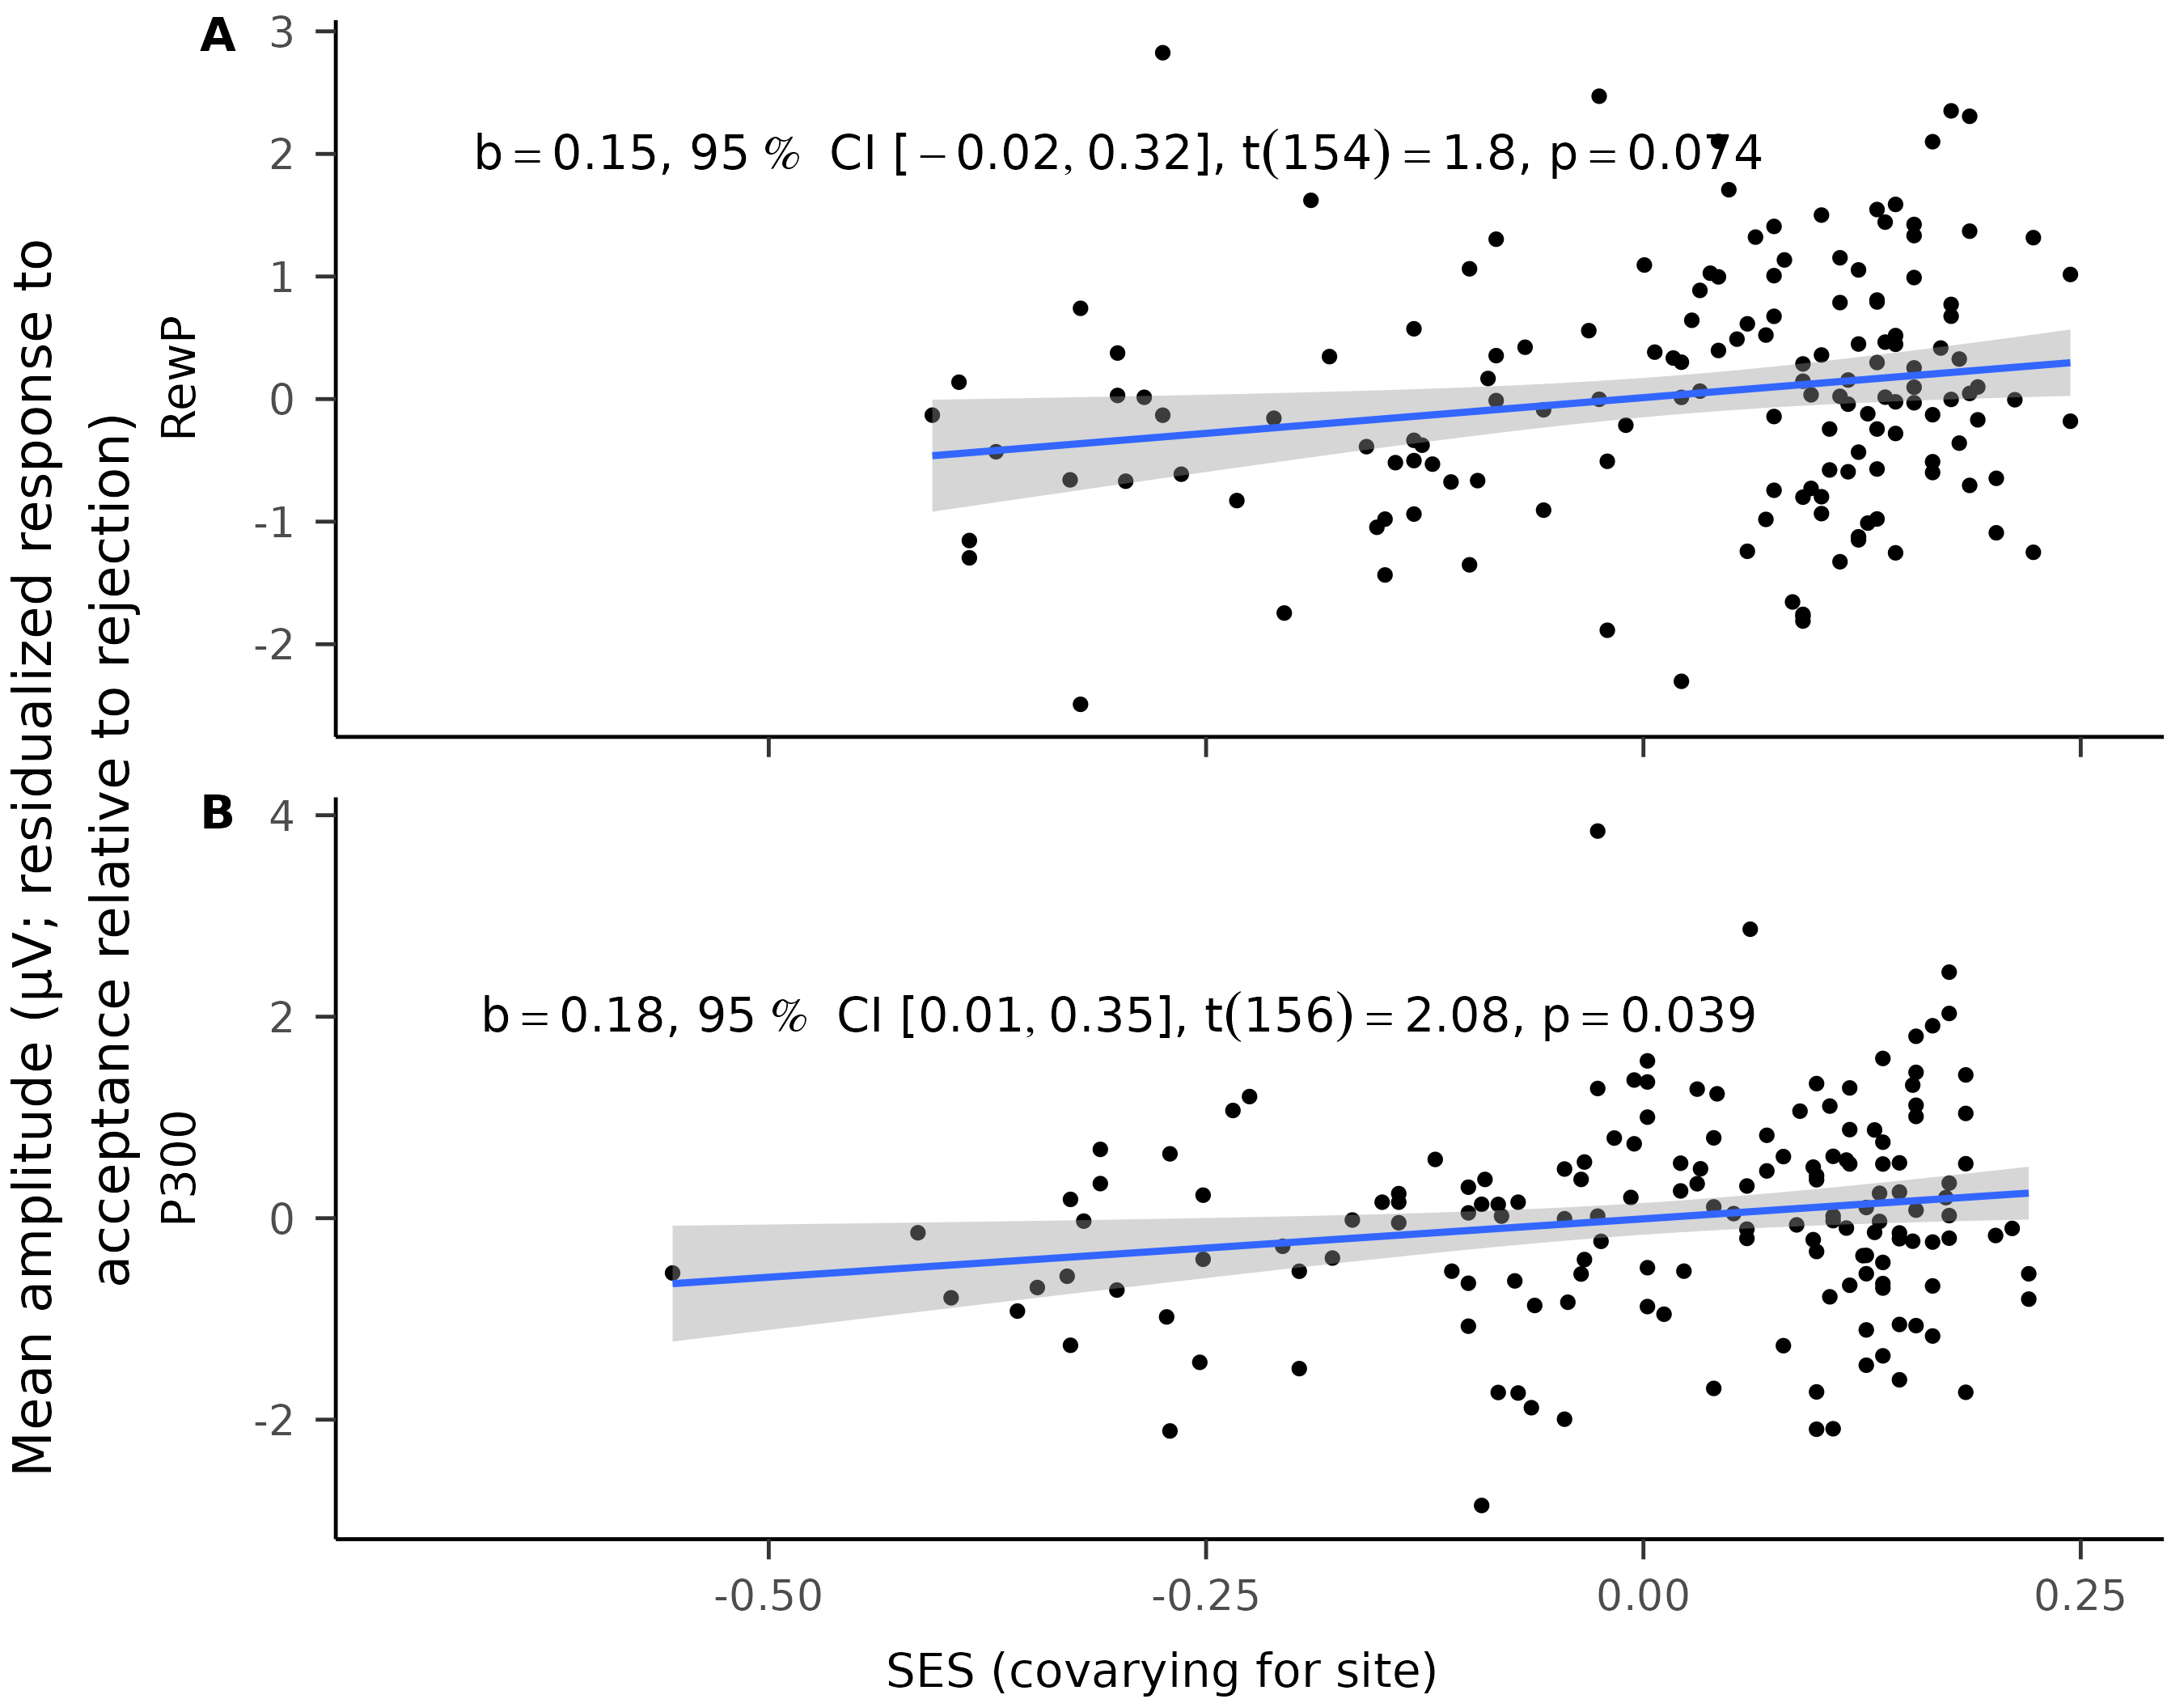 A
3
2
1
0
-1
-2
b = 0.15, 95 % CI [ − 0.02, 0.32], t(154) = 1.8, p = 0.074
RewP
Mean amplitude (µV; residualized response to
acceptance relative to rejection)
B
4
2
0
-2
b = 0.18, 95 % CI [0.01, 0.35], t(156) = 2.08, p = 0.039
P300
-0.50 -0.25 0.00 0.25
SES (covarying for site)